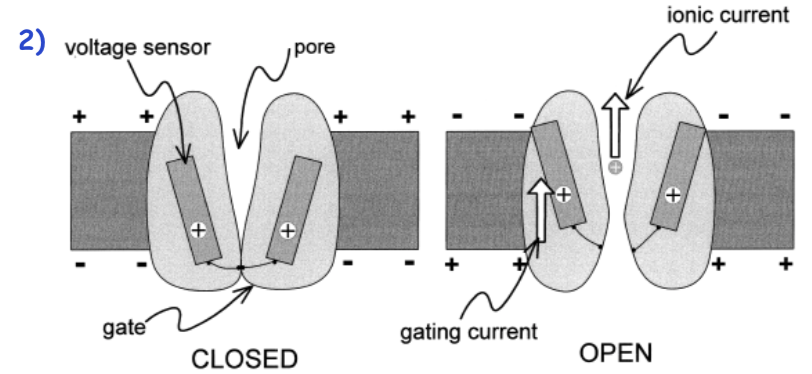 2)
voltage sensor
pore
ionic current
+ + + +
- - - -
+ +
- - - -
+ + + +
+ +
+
gate
gating current
CLOSED
OPEN